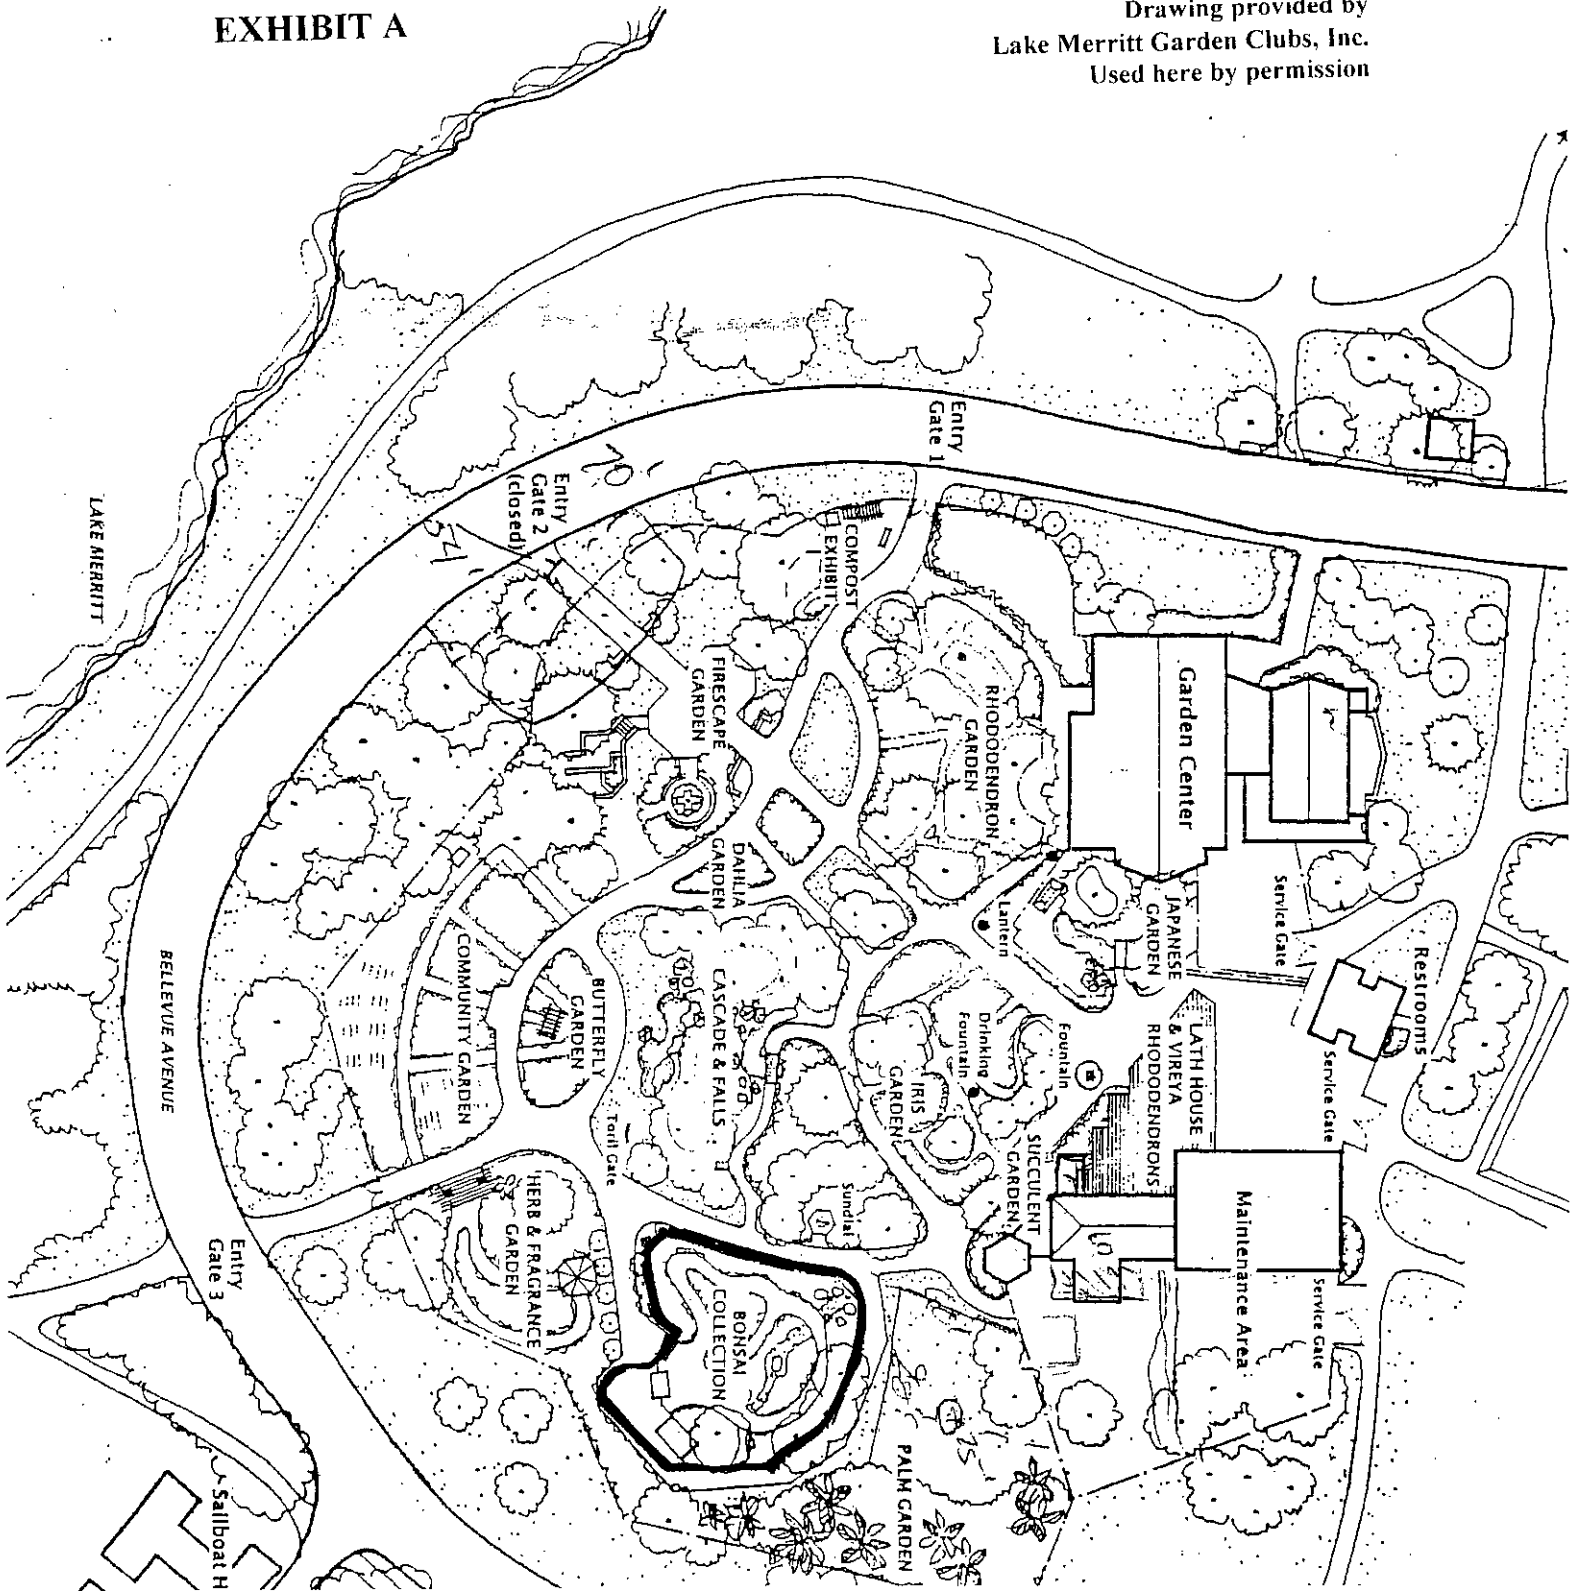 EXHIBIT A
Drawing provided by
Lake Merritt Garden Clubs, Inc.
Used here by permission
Entry
Gate 1
Entry
Gate 2
(closed)
70'
LAKE MERRITT
COMPOST
EXHIBIT
FIRESCAPE
GARDEN
RHODODENDRON
GARDEN
Garden Center
DAHLIA
GARDEN
Lantern
JAPANESE
GARDEN
Service Gate
Restrooms
Service Gate
BELLEVUE AVENUE
COMMUNITY GARDEN
BUTTERFLY
GARDEN
CASCADE & FALLS
Drinking
Fountain
Fountain
IRIS
GARDEN
LATH HOUSE
& VIREYA
RHODODENDRONS
Torii Gate
Sundial
SUCCULENT
GARDEN
Maintenance Area
Service Gate
HERB & FRAGRANCE
GARDEN
Entry
Gate 3
BONSAI
COLLECTION
PALM GARDEN
Sailboat H